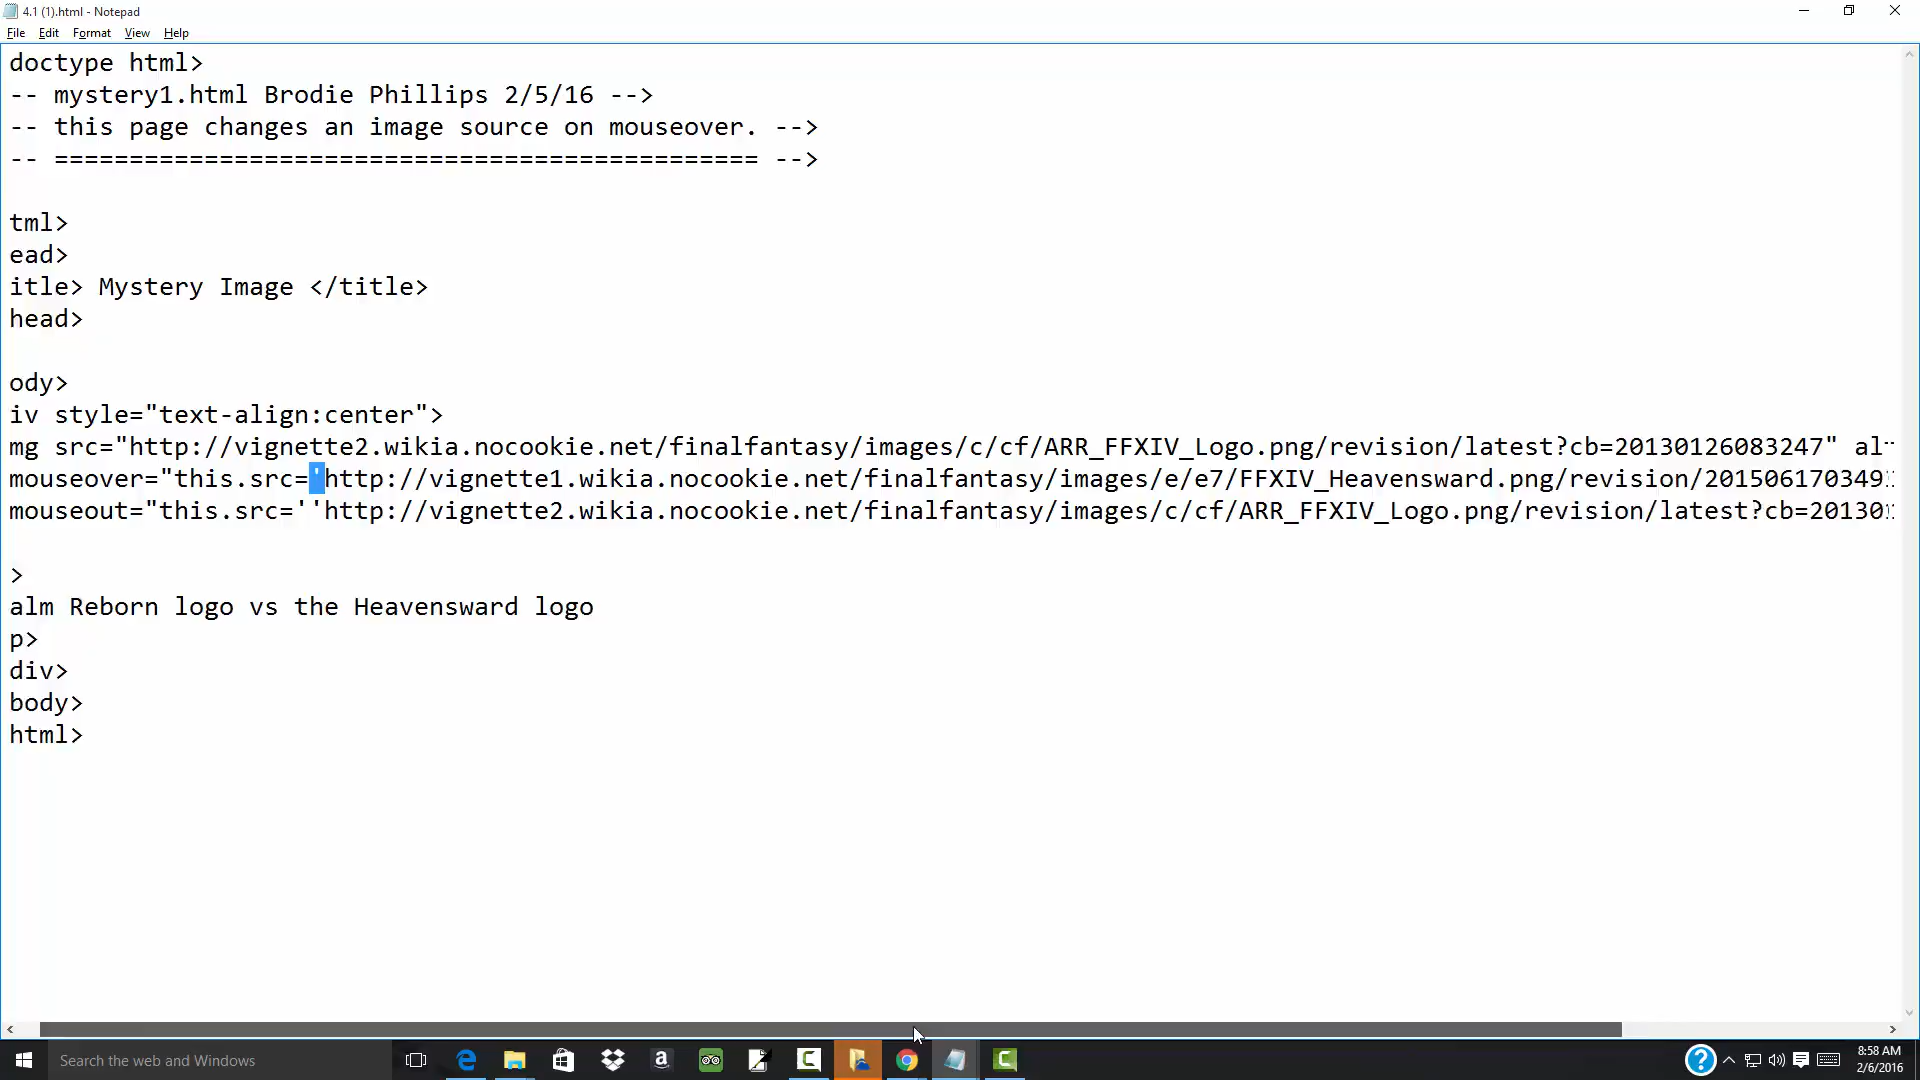 4.1 (1).html - Notepad
File Edit Format View Help
doctype html>
-- mystery1.html Brodie Phillips 2/5/16 -->
-- this page changes an image source on mouseover. -->
-- =============================================== -->
tml>
ead>
itle> Mystery Image </title>
head>
ody>
iv style="text-align:center">
mg src="http://vignette2.wikia.nocookie.net/finalfantasy/images/c/cf/ARR_FFXIV_Logo.png/revision/latest?cb=20130126083247" al
mouseover="this.src='http://vignette1.wikia.nocookie.net/finalfantasy/images/e/e7/FFXIV_Heavensward.png/revision/201506170349
mouseout="this.src=''http://vignette2.wikia.nocookie.net/finalfantasy/images/c/cf/ARR_FFXIV_Logo.png/revision/latest?cb=20130
>
alm Reborn logo vs the Heavensward logo
p>
div>
body>
html>
Search the web and Windows
8:58 AM
2/6/2016